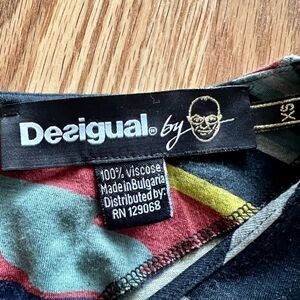 Desigual® by
XS
100% viscose
Made in Bulgaria
Distributed by:
RN 129068